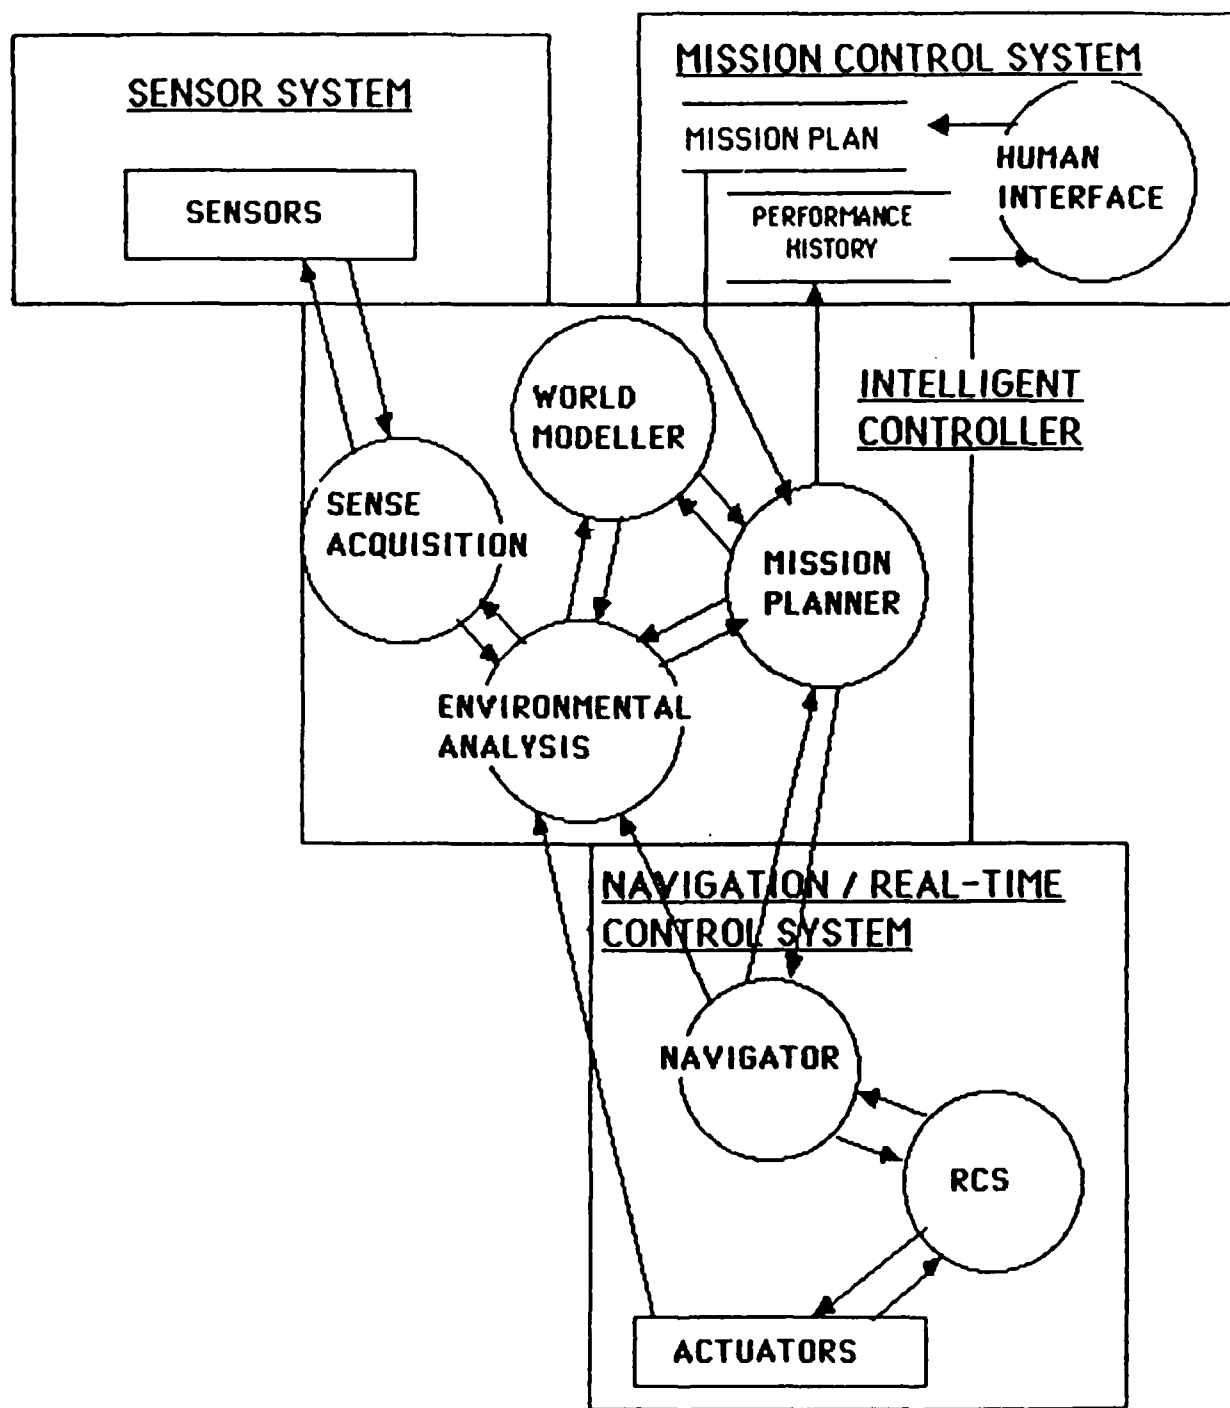 SENSOR SYSTEM
SENSORS
MISSION CONTROL SYSTEM
MISSION PLAN
HUMAN
INTERFACE
PERFORMANCE
HISTORY
INTELLIGENT
CONTROLLER
WORLD
MODELLER
SENSE
ACQUISITION
MISSION
PLANNER
ENVIRONMENTAL
ANALYSIS
NAVIGATION / REAL-TIME
CONTROL SYSTEM
NAVIGATOR
RCS
ACTUATORS